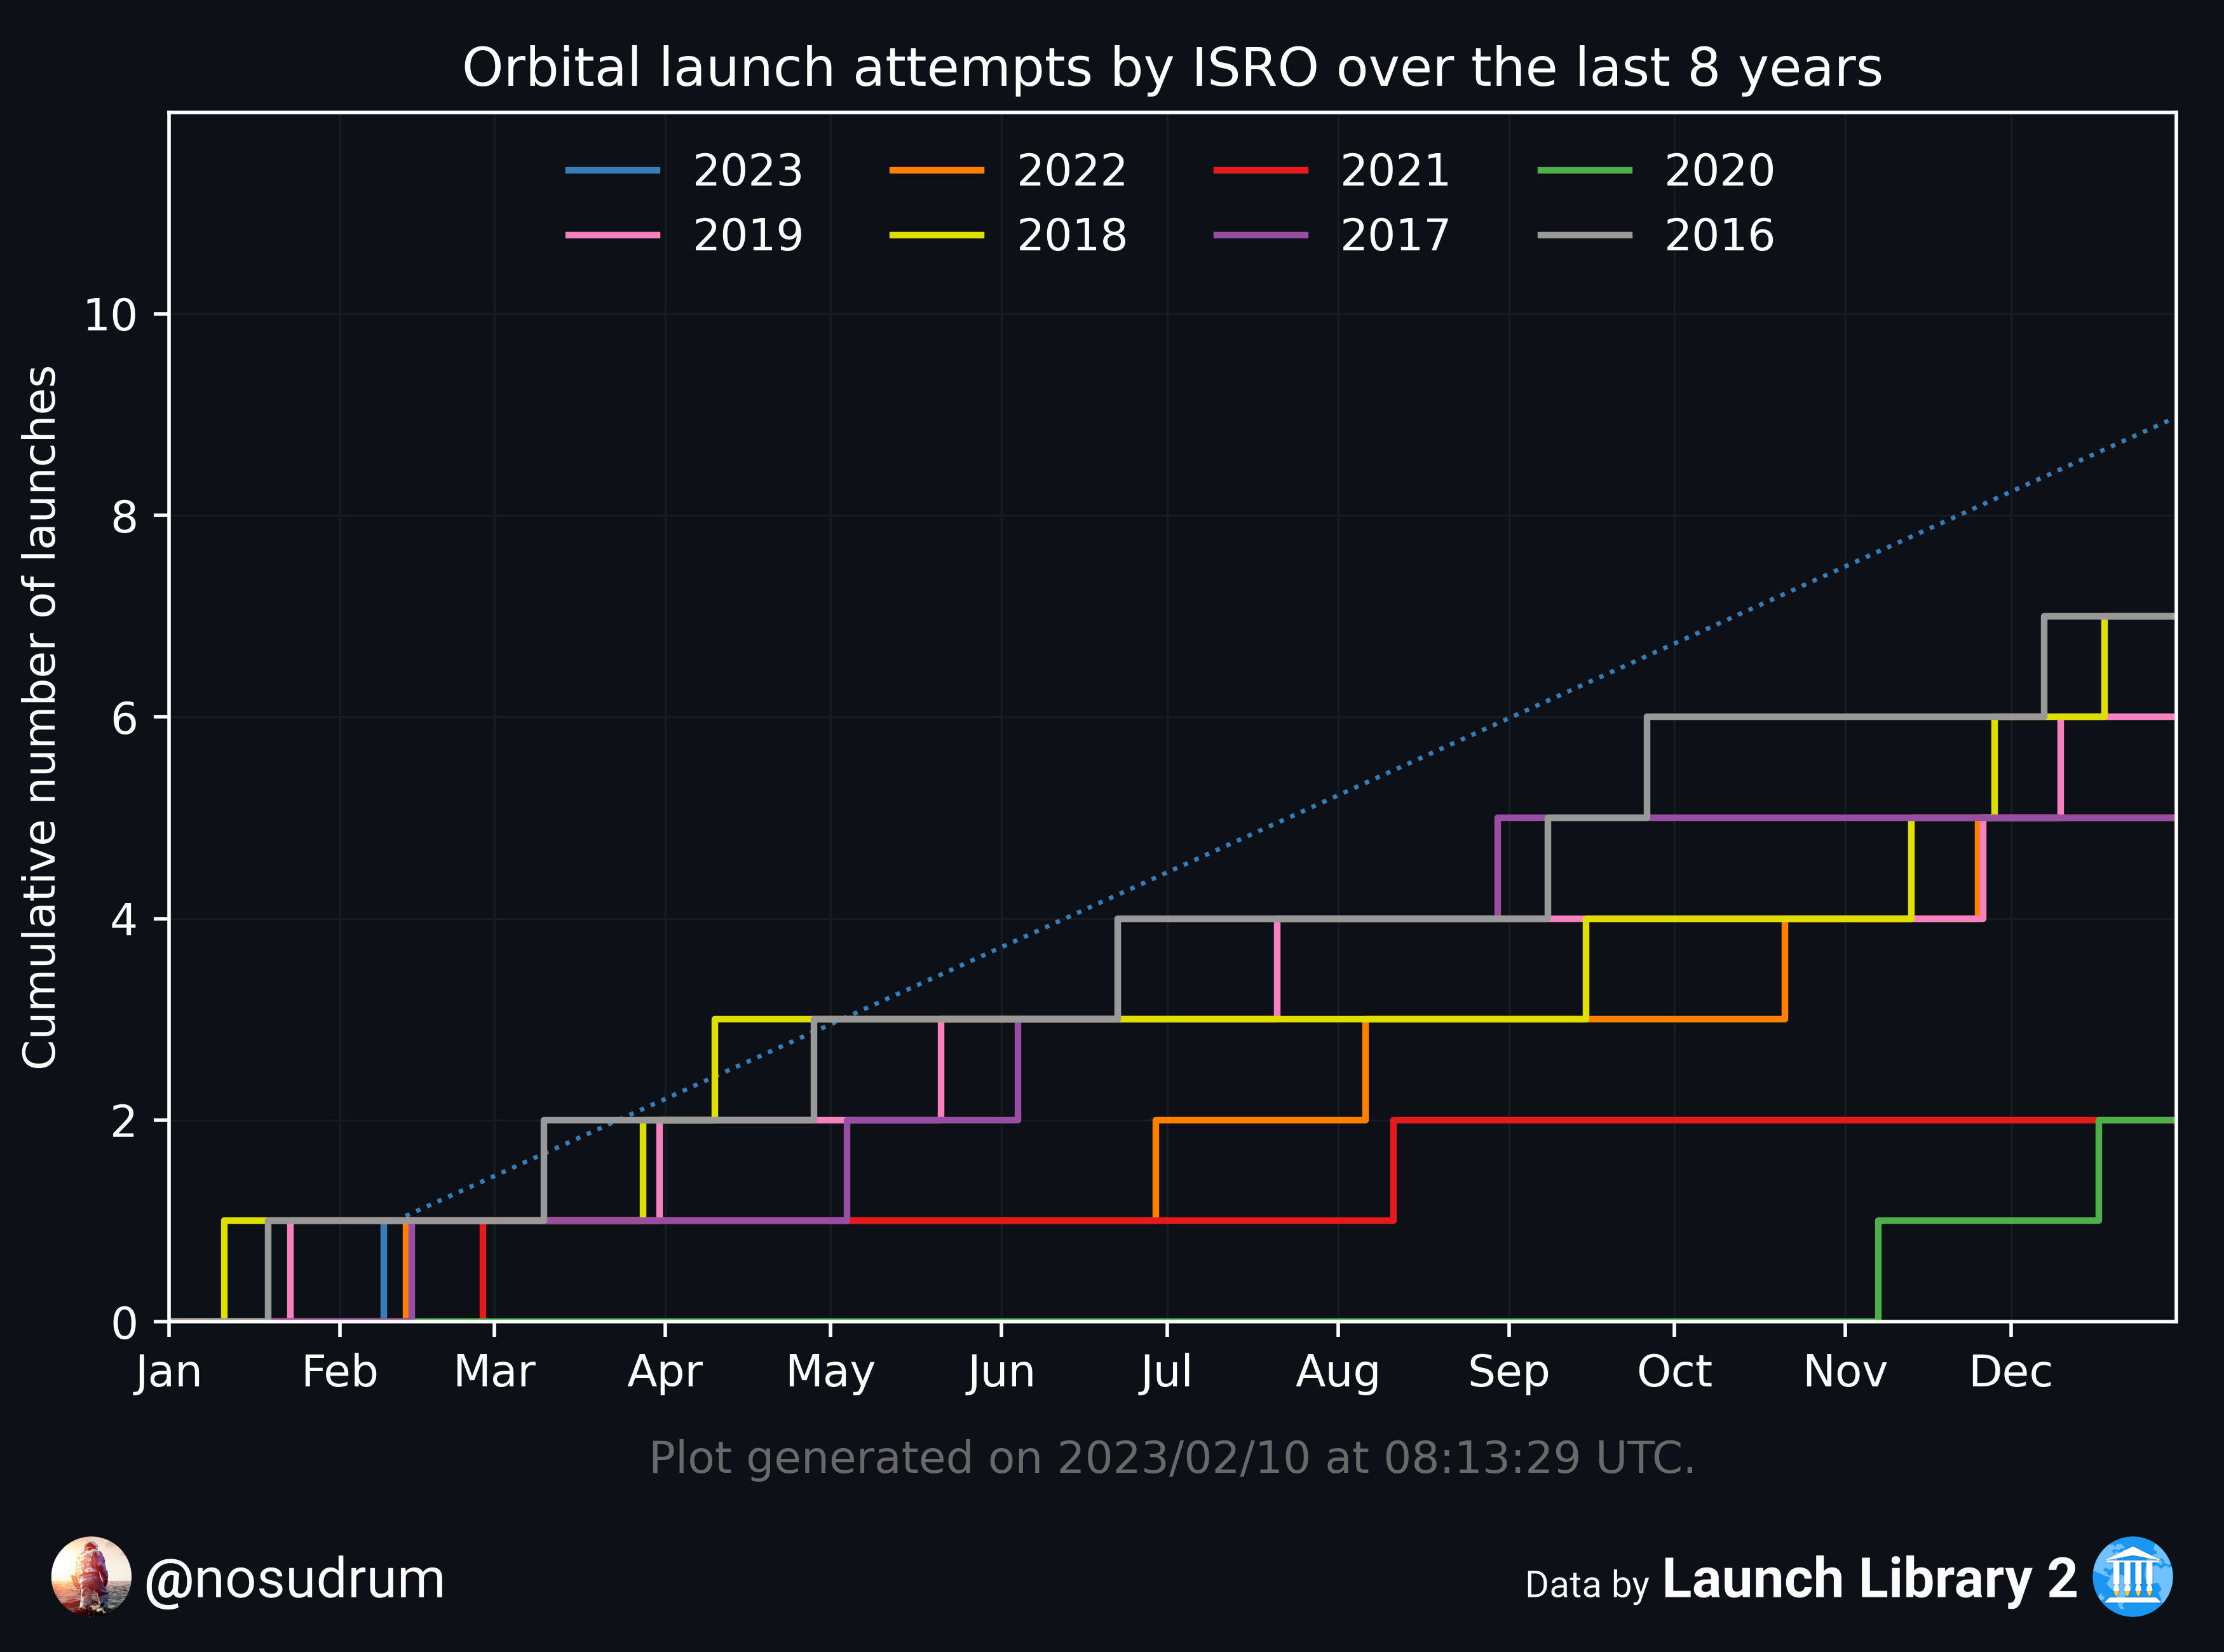 Orbital launch attempts by ISRO over the last 8 years
2023 2022 2021 2020
2019 2018 2017 2016
Cumulative number of launches
10
8
6
4
2
0
Jan Feb Mar Apr May Jun Jul Aug Sep Oct Nov Dec
Plot generated on 2023/02/10 at 08:13:29 UTC.
@nosudrum
Data by Launch Library 2